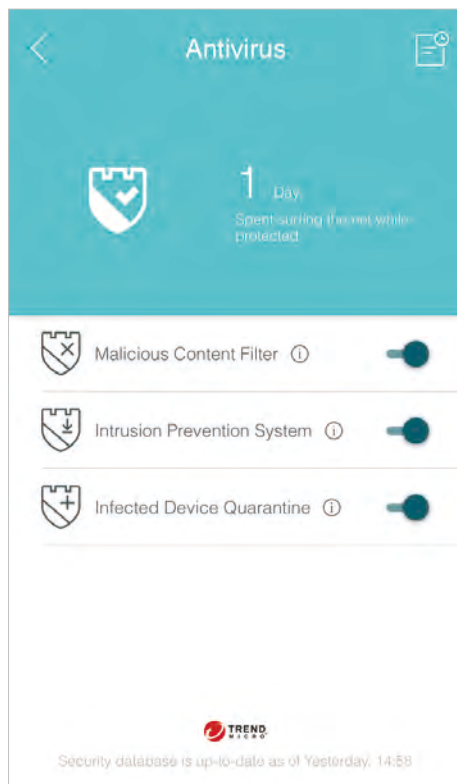 Antivirus
1 Day
Spent surfing the net while
protected
Malicious Content Filter
Intrusion Prevention System
Infected Device Quarantine
TREND
MICRO
Security database is up-to-date as of Yesterday, 14:58